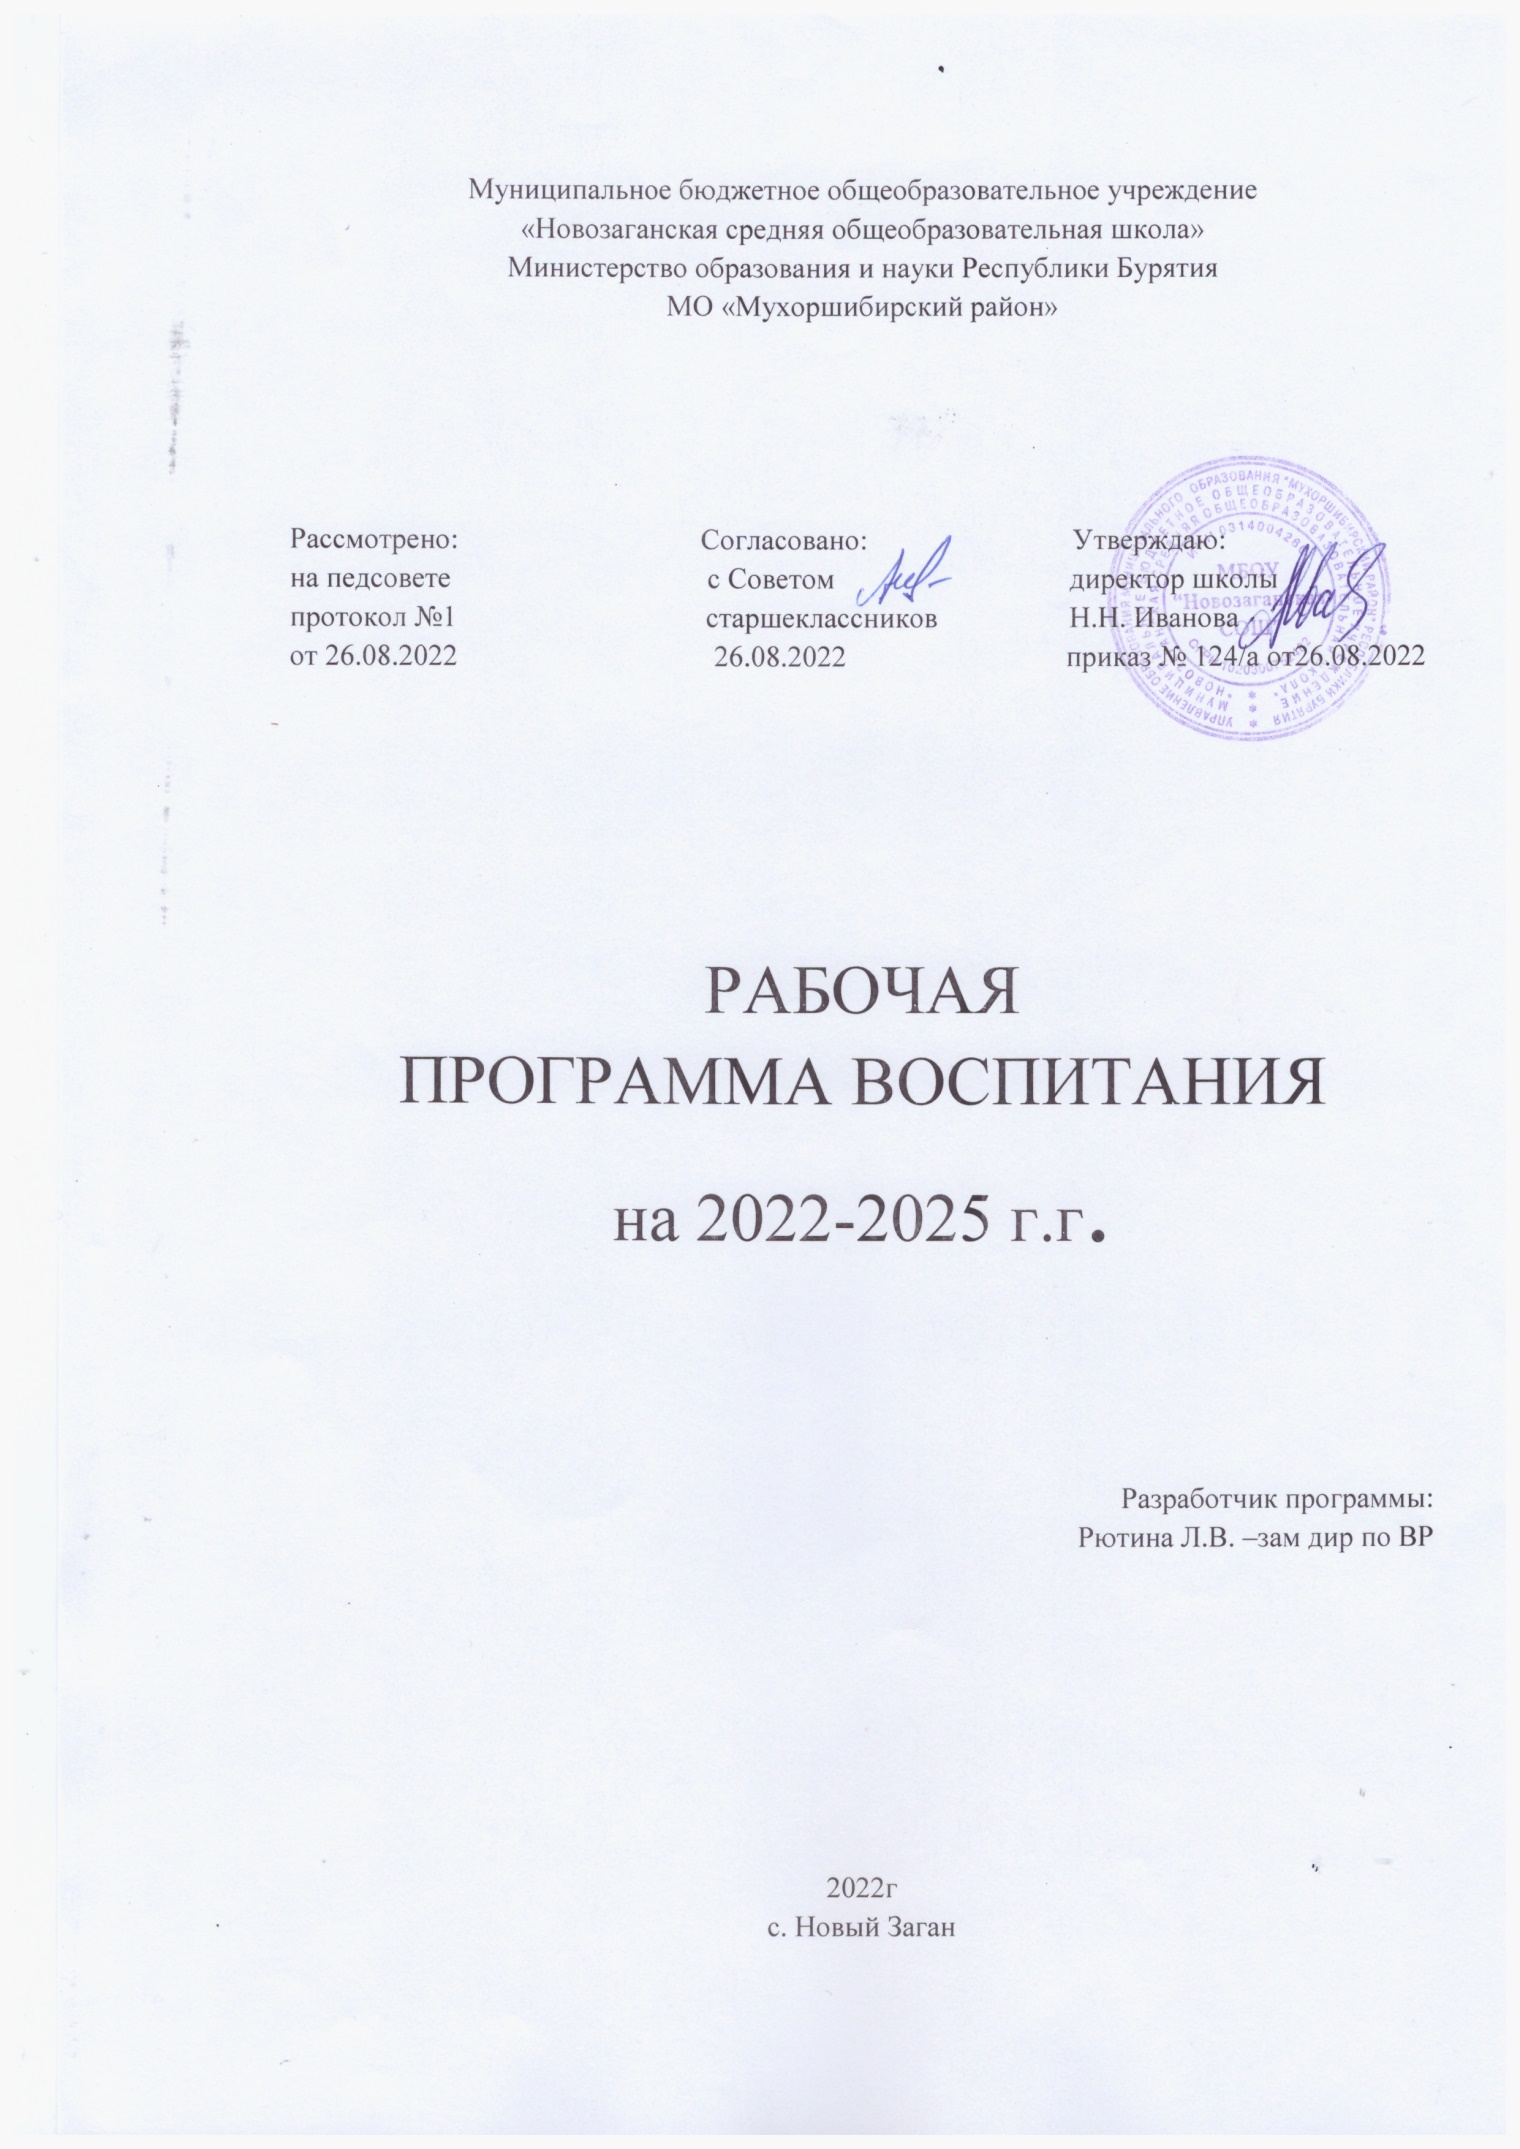 Муниципальное бюджетное общеобразовательное учреждение
«Новозаганская средняя общеобразовательная школа»
Министерство образования и науки Республики Бурятия
МО «Мухоршибирский район»
Рассмотрено:
на педсовете
протокол №1
от 26.08.2022
Согласовано:
с Советом
старшеклассников
26.08.2022
Утверждаю:
директор школы
Н.Н. Иванова
приказ № 124/а от26.08.2022
МБОУ
"Новозаганская
СОШ"
РАБОЧАЯ
ПРОГРАММА ВОСПИТАНИЯ
на 2022-2025 г.г.
Разработчик программы:
Рютина Л.В. –зам дир по ВР
2022г
с. Новый Заган